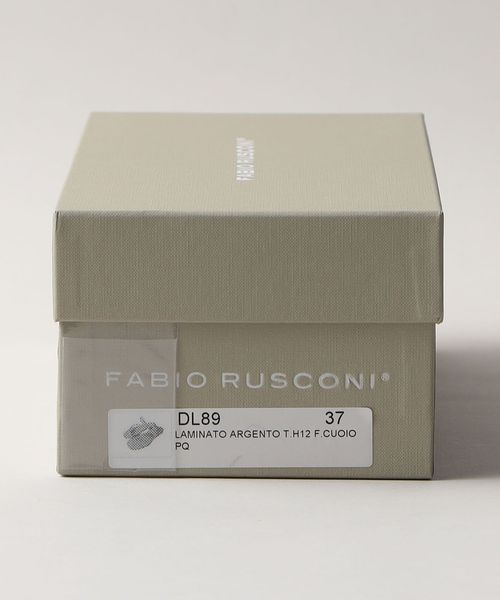 FABIO RUSCONI®
FABIO RUSCONI®
DL89 37
LAMINATO ARGENTO T.H12 F.CUOIO
PQ